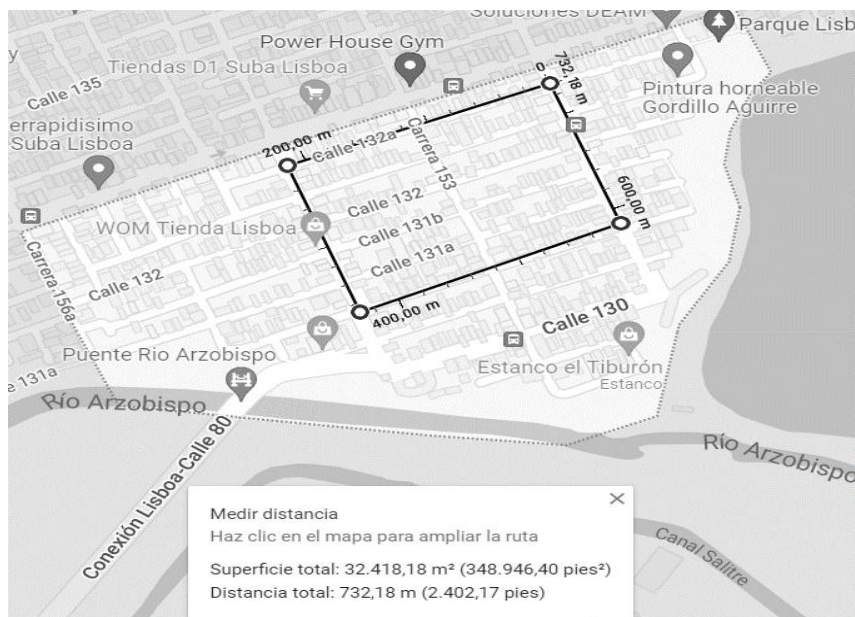 Soluciones DEAM
Parque Lisb
Power House Gym
Tiendas D1 Suba Lisboa
0
732,18 m
Pintura horneable
Gordillo Aguirre
Calle 135
errapidisimo
Suba Lisboa
200,00 m
Calle 132a
Carrera 153
600,00 m
Calle 132
WOM Tienda Lisboa
Calle 131b
Calle 131a
Carrera 156a
Calle 132
400,00 m
Calle 130
Puente Rio Arzobispo
Estanco el Tiburón
Estanco
e 131a
Río Arzobispo
Río Arzobispo
Conexión Lisboa-Calle 80
Canal Salitre
Medir distancia
Haz clic en el mapa para ampliar la ruta
Superficie total: 32.418,18 m² (348.946,40 pies²)
Distancia total: 732,18 m (2.402,17 pies)